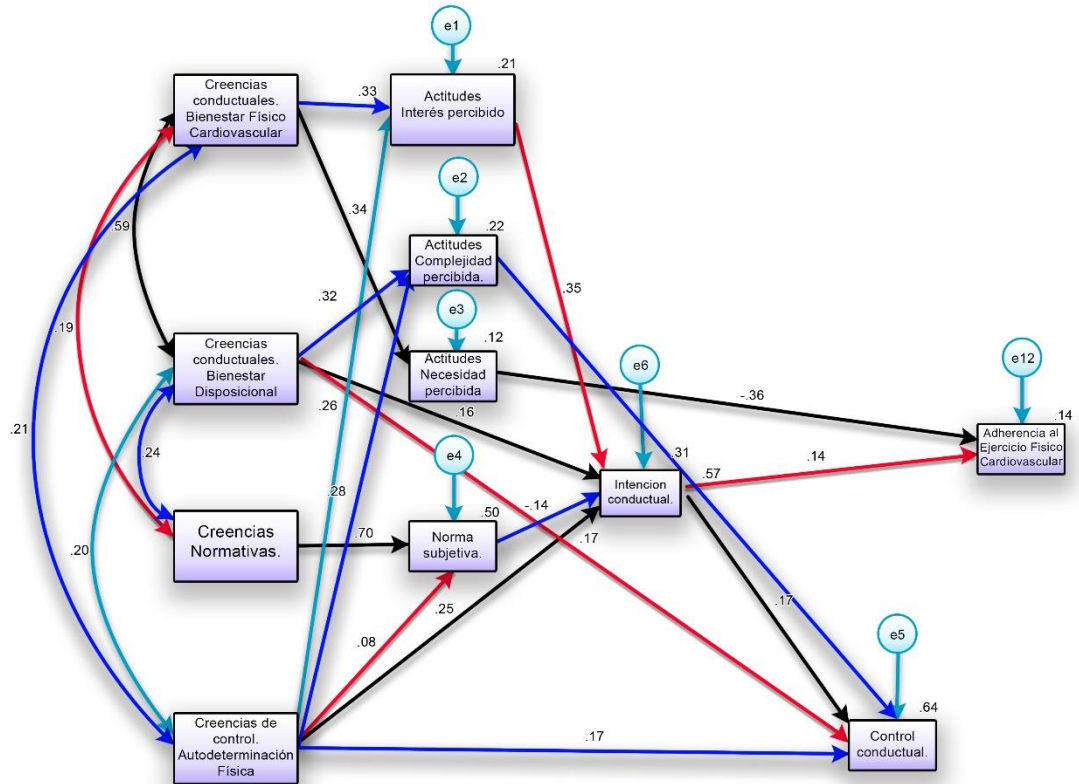 e1
.21
Creencias
conductuales.
Bienestar Físico
Cardiovascular
.33
Actitudes
Interés percibido
e2
.34
.22
.59
Actitudes
Complejidad
percibida.
.32
e3
.35
.19
.12
Creencias
conductuales.
Bienestar
Disposicional
Actitudes
Necesidad
percibida
e6
e12
-.36
.26
.16
.14
Adherencia al
Ejercicio Fisico
Cardiovascular
.21
.24
e4
.31
.57
.14
Intencion
conductual.
.28
.50
-.14
Creencias
Normativas.
.70
Norma
subjetiva.
.17
.20
.25
.17
.08
e5
.64
Creencias de
control.
Autodeterminación
Física
.17
Control
conductual.